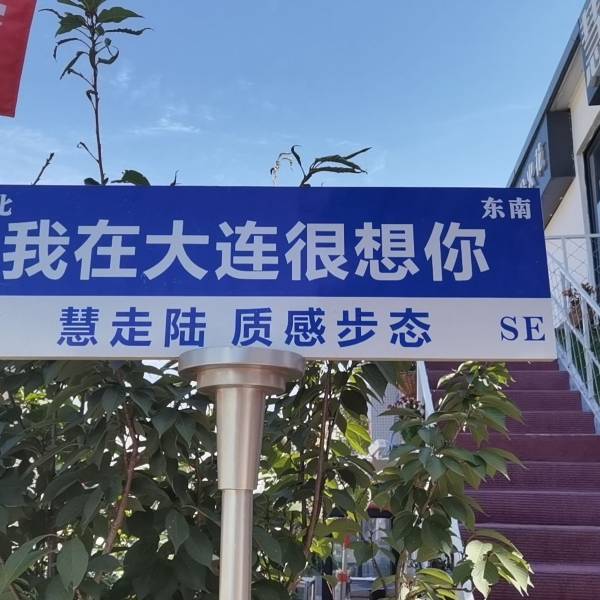 北 东南
我在大连很想你
慧走陆 质感步态 SE